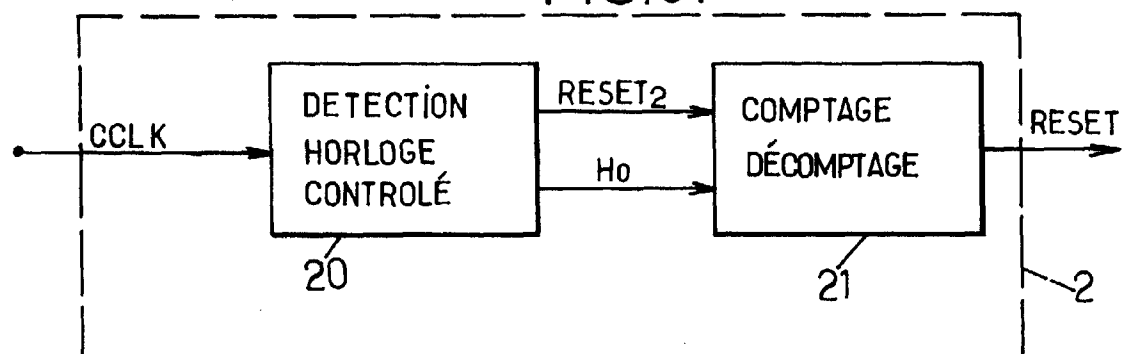 CCLK
DETECTION
HORLOGE
CONTROLÉ
20
RESET2
Ho
COMPTAGE
DÉCOMPTAGE
21
RESET
2